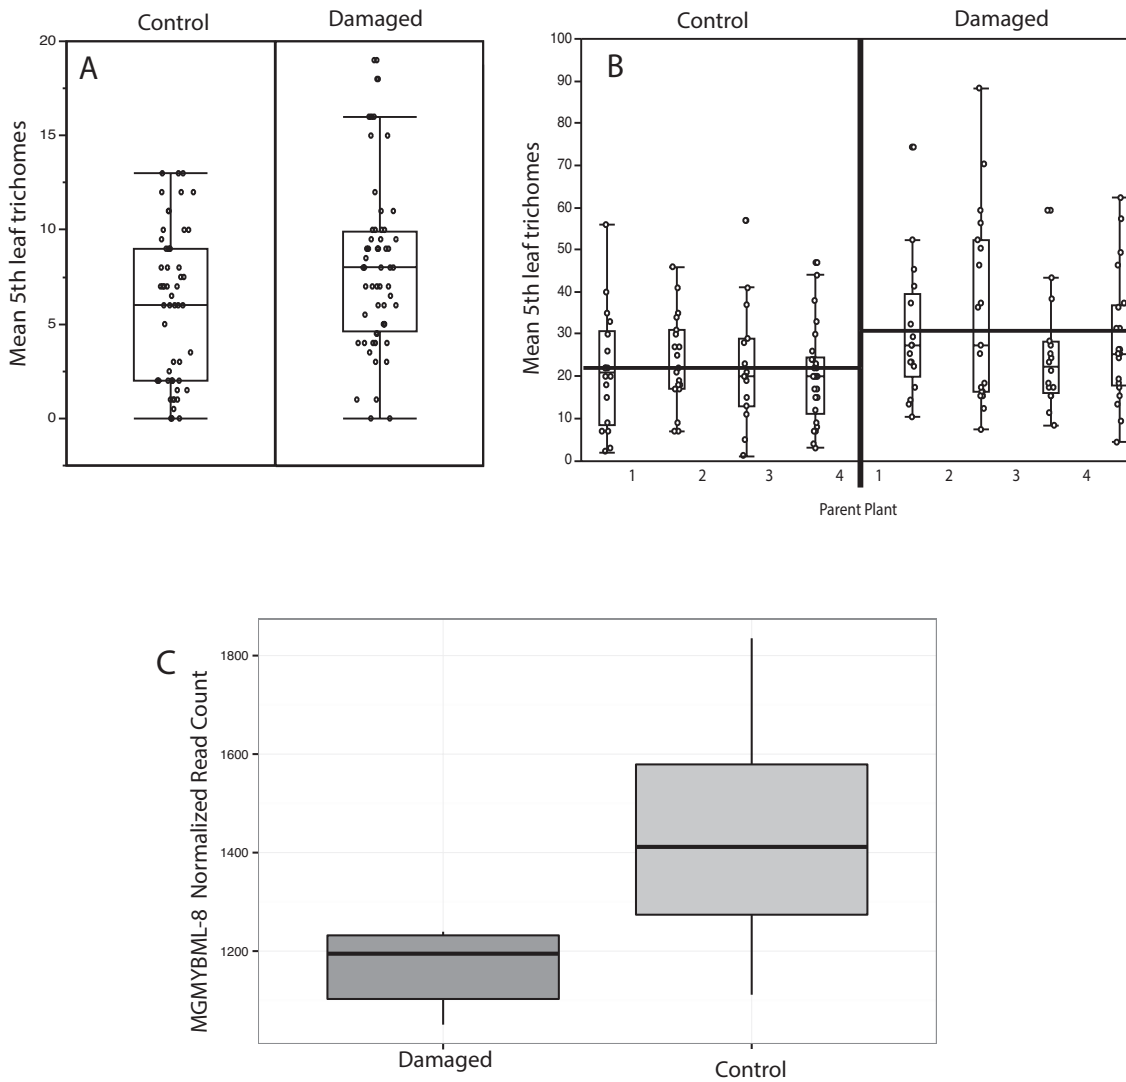 Control Damaged
A
20
15
10
5
0
Mean 5th leaf trichomes
Control Damaged
B
100
90
80
70
60
50
40
30
20
10
0
Mean 5th leaf trichomes
1 2 3 4 1 2 3 4
Parent Plant
C
1800
1600
1400
1200
MGMYBML-8 Normalized Read Count
Damaged Control